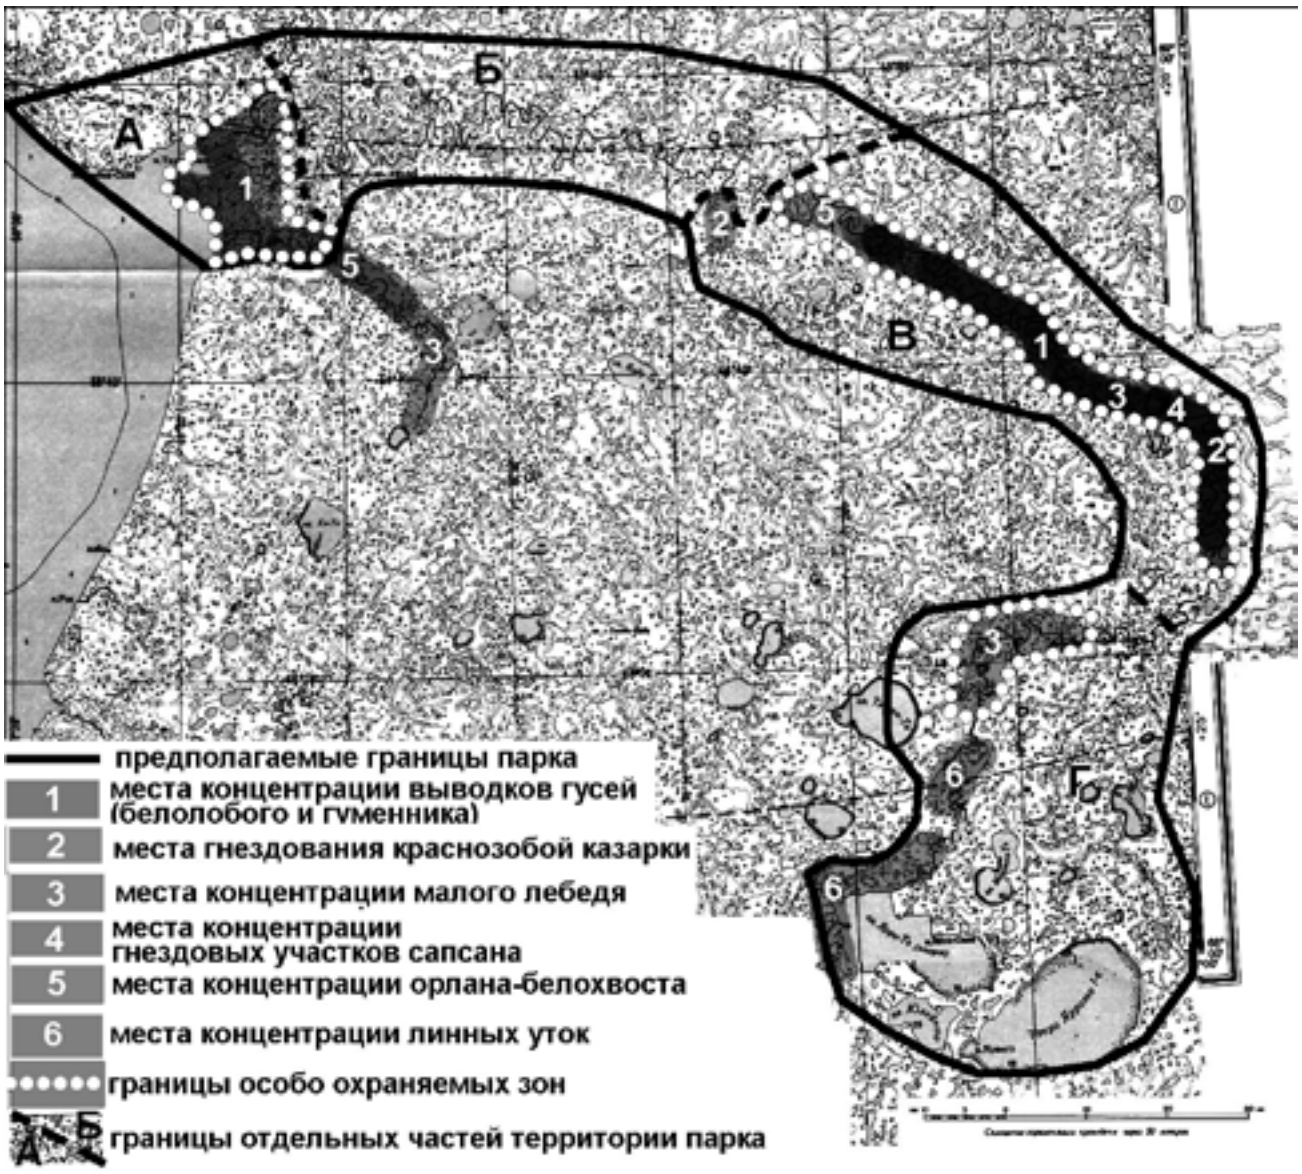 Б
А
1
2
5
5
В
1
3
3
4
2
3
6
Г
6
предполагаемые границы парка
1 места концентрации выводков гусей
(белолобого и гуменника)
2 места гнездования краснозобой казарки
3 места концентрации малого лебедя
4 места концентрации
гнездовых участков сапсана
5 места концентрации орлана-белохвоста
6 места концентрации линных уток
границы особо охраняемых зон
А Б границы отдельных частей территории парка